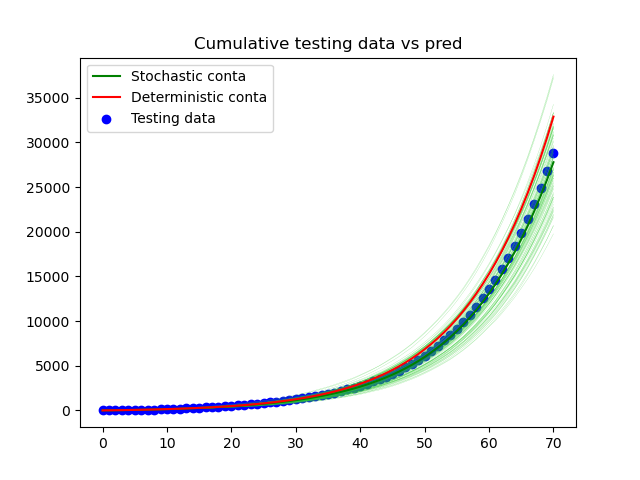 Cumulative testing data vs pred
Stochastic conta
Deterministic conta
Testing data
35000
30000
25000
20000
15000
10000
5000
0
0 10 20 30 40 50 60 70